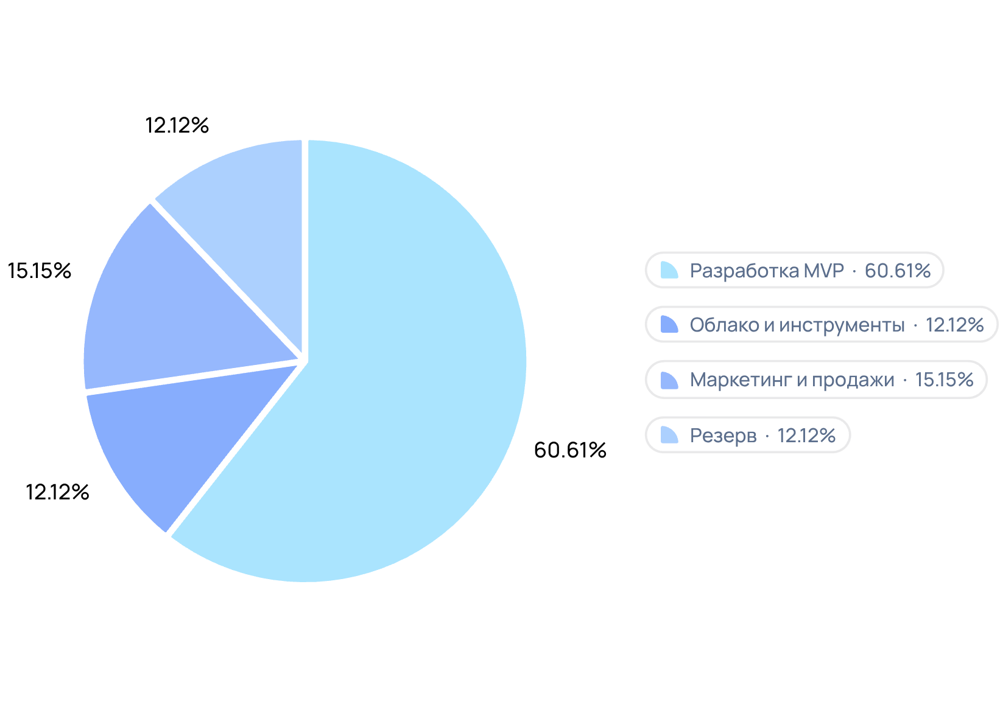 12.12%
15.15%
12.12%
60.61%
Разработка MVP · 60.61%
Облако и инструменты · 12.12%
Маркетинг и продажи · 15.15%
Резерв · 12.12%